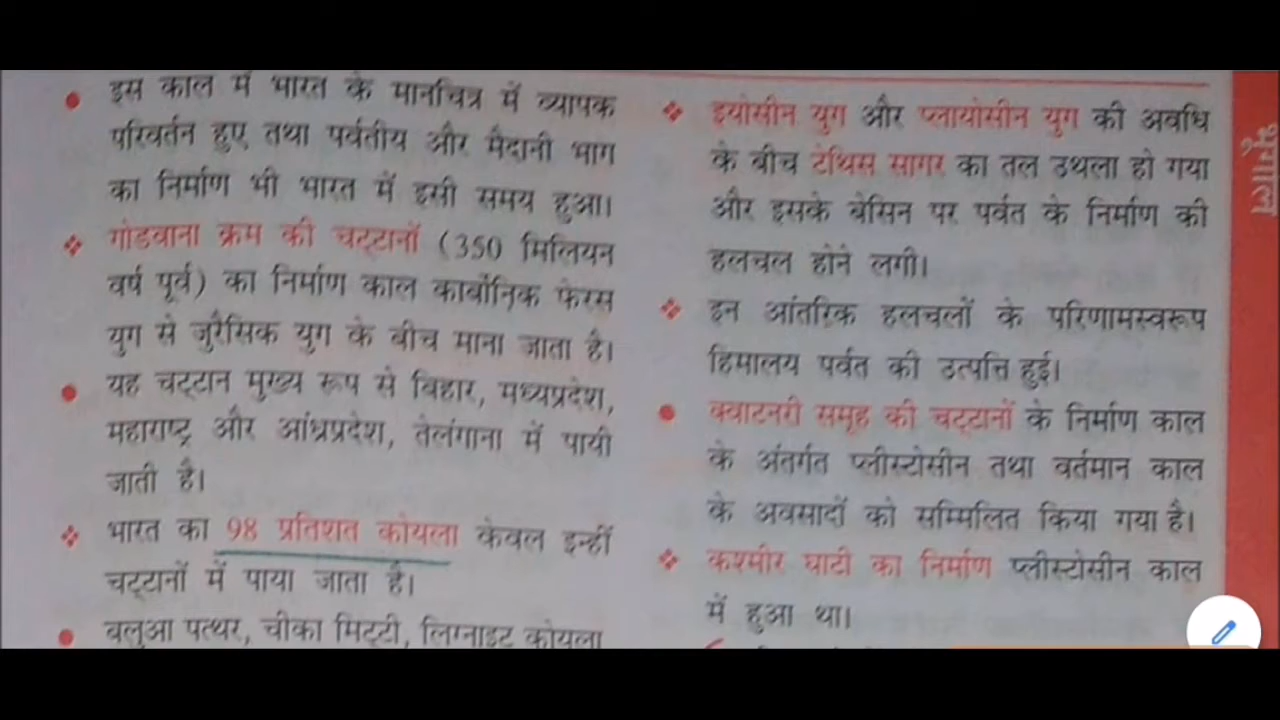 इस काल में भारत के मानचित्र में व्यापक
परिवर्तन हुए तथा पर्वतीय और मैदानी भाग
का निर्माण भी भारत में इसी समय हुआ।
गोडवाना क्रम की चट्टानों (350 मिलियन
वर्ष पूर्व) का निर्माण काल कार्बोनिक फेरस
युग से जुरैसिक युग के बीच माना जाता है।
यह चट्टान मुख्य रूप से बिहार, मध्यप्रदेश,
महाराष्ट्र और आंध्रप्रदेश, तेलंगाना में पायी
जाती है।
भारत का 98 प्रतिशत कोयला केवल इन्हीं
चट्टानों में पाया जाता है।
बलुआ पत्थर, चीका मिट्टी, लिग्नाइट कोयला
इयोसीन युग और प्लायोसीन युग की अवधि
के बीच टेथिस सागर का तल उथला हो गया
और इसके बेसिन पर पर्वत के निर्माण की
हलचल होने लगी।
इन आंतरिक हलचलों के परिणामस्वरूप
हिमालय पर्वत की उत्पत्ति हुई।
क्वाटनरी समूह की चट्टानों के निर्माण काल
के अंतर्गत प्लीस्टोसीन तथा वर्तमान काल
के अवसादों को सम्मिलित किया गया है।
कश्मीर घाटी का निर्माण प्लीस्टोसीन काल
में हुआ था।
भूगोल